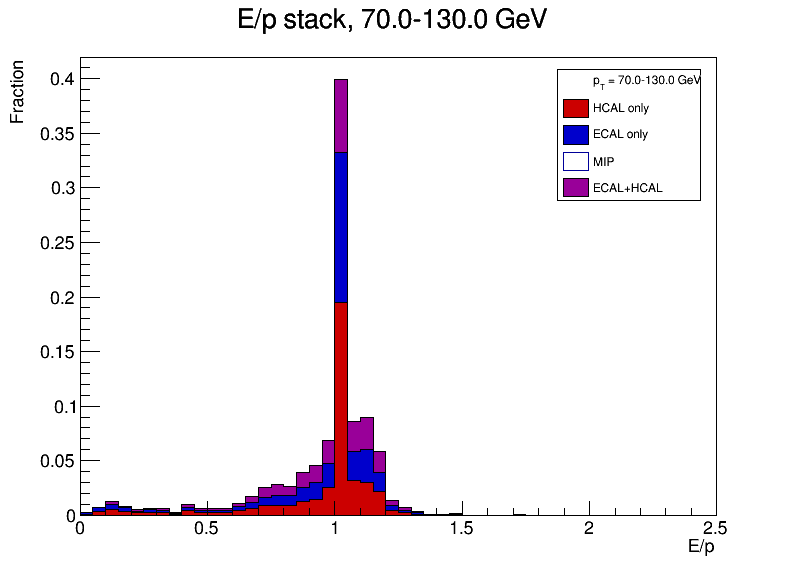 E/p stack, 70.0-130.0 GeV
Fraction
0.4
0.35
0.3
0.25
0.2
0.15
0.1
0.05
0
p_T = 70.0-130.0 GeV
HCAL only
ECAL only
MIP
ECAL+HCAL
0 0.5 1 1.5 2 2.5
E/p